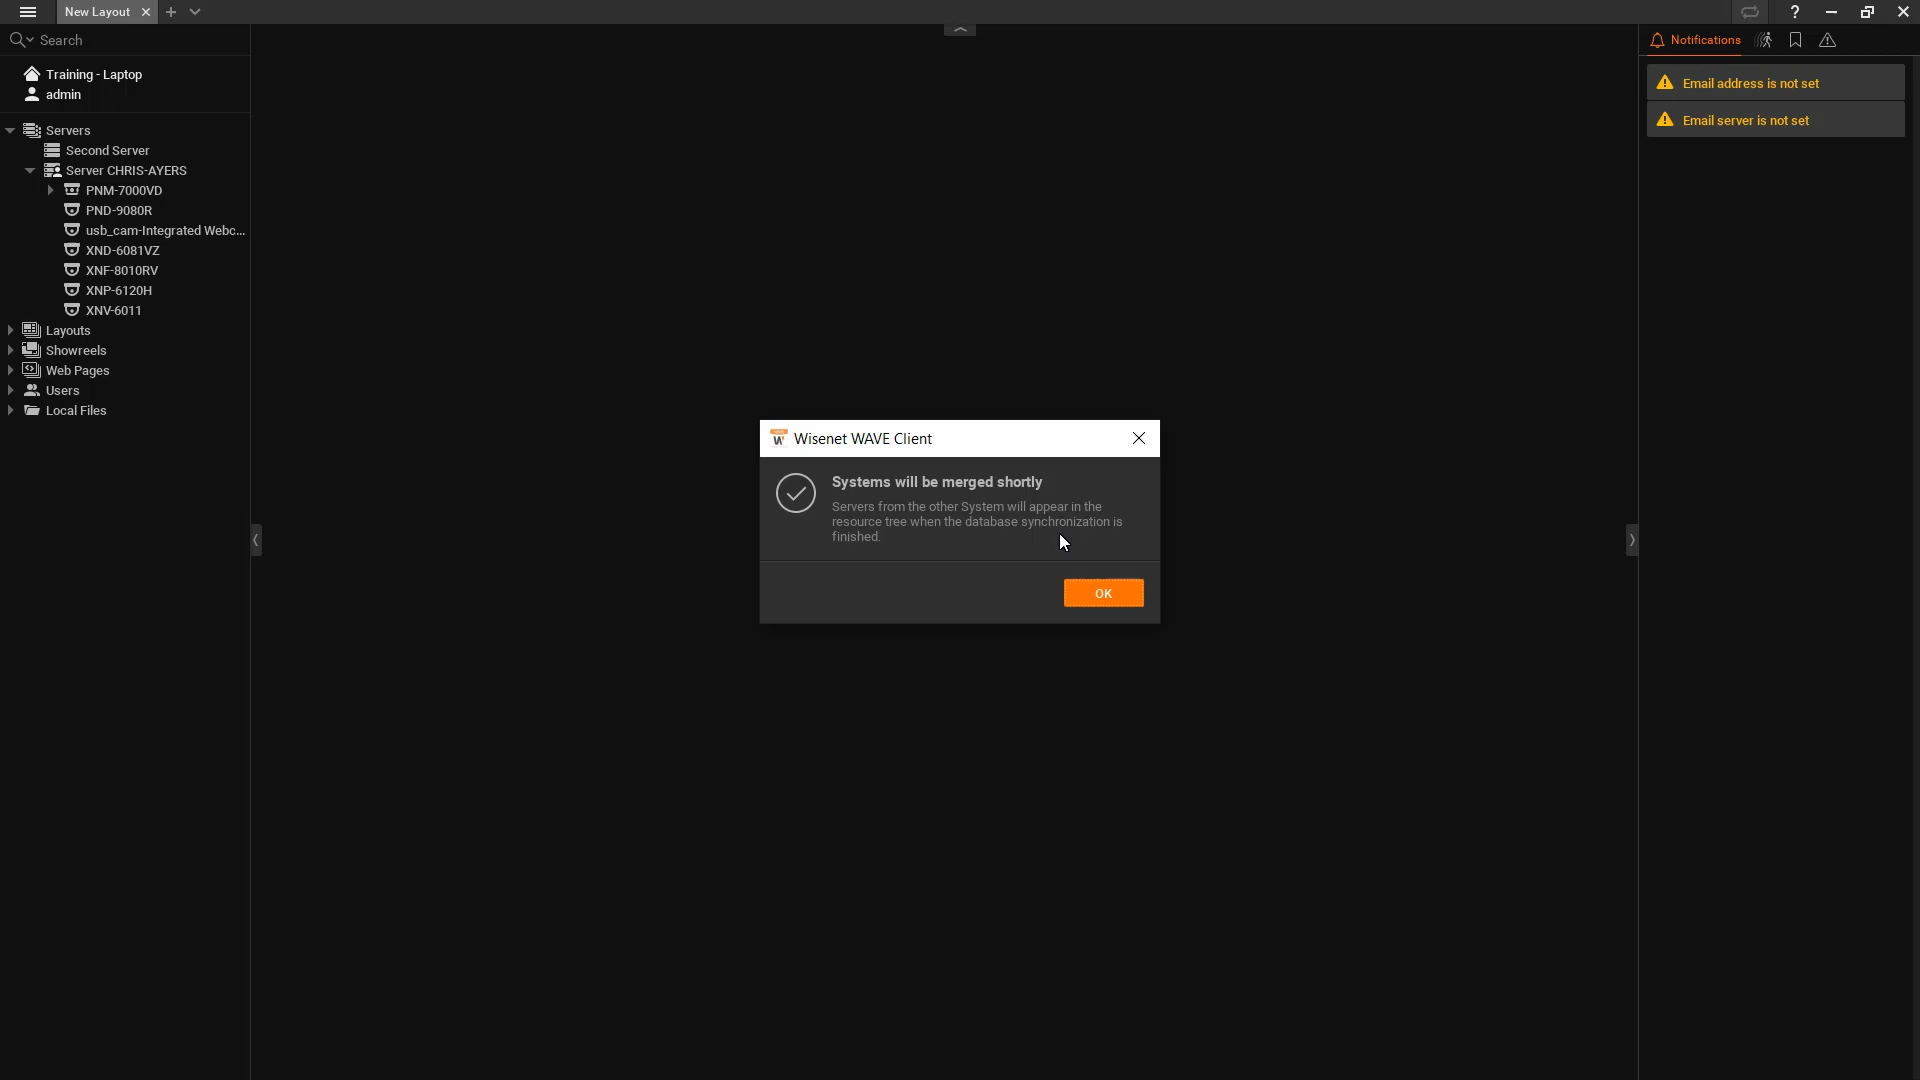 New Layout
Search
Training - Laptop
admin
Servers
Second Server
Server CHRIS-AYERS
PNM-7000VD
PND-9080R
usb_cam-Integrated Webc...
XND-6081VZ
XNF-8010RV
XNP-6120H
XNV-6011
Layouts
Showreels
Web Pages
Users
Local Files
Wisenet WAVE Client
Systems will be merged shortly
Servers from the other System will appear in the
resource tree when the database synchronization is
finished.
OK
Notifications
Email address is not set
Email server is not set